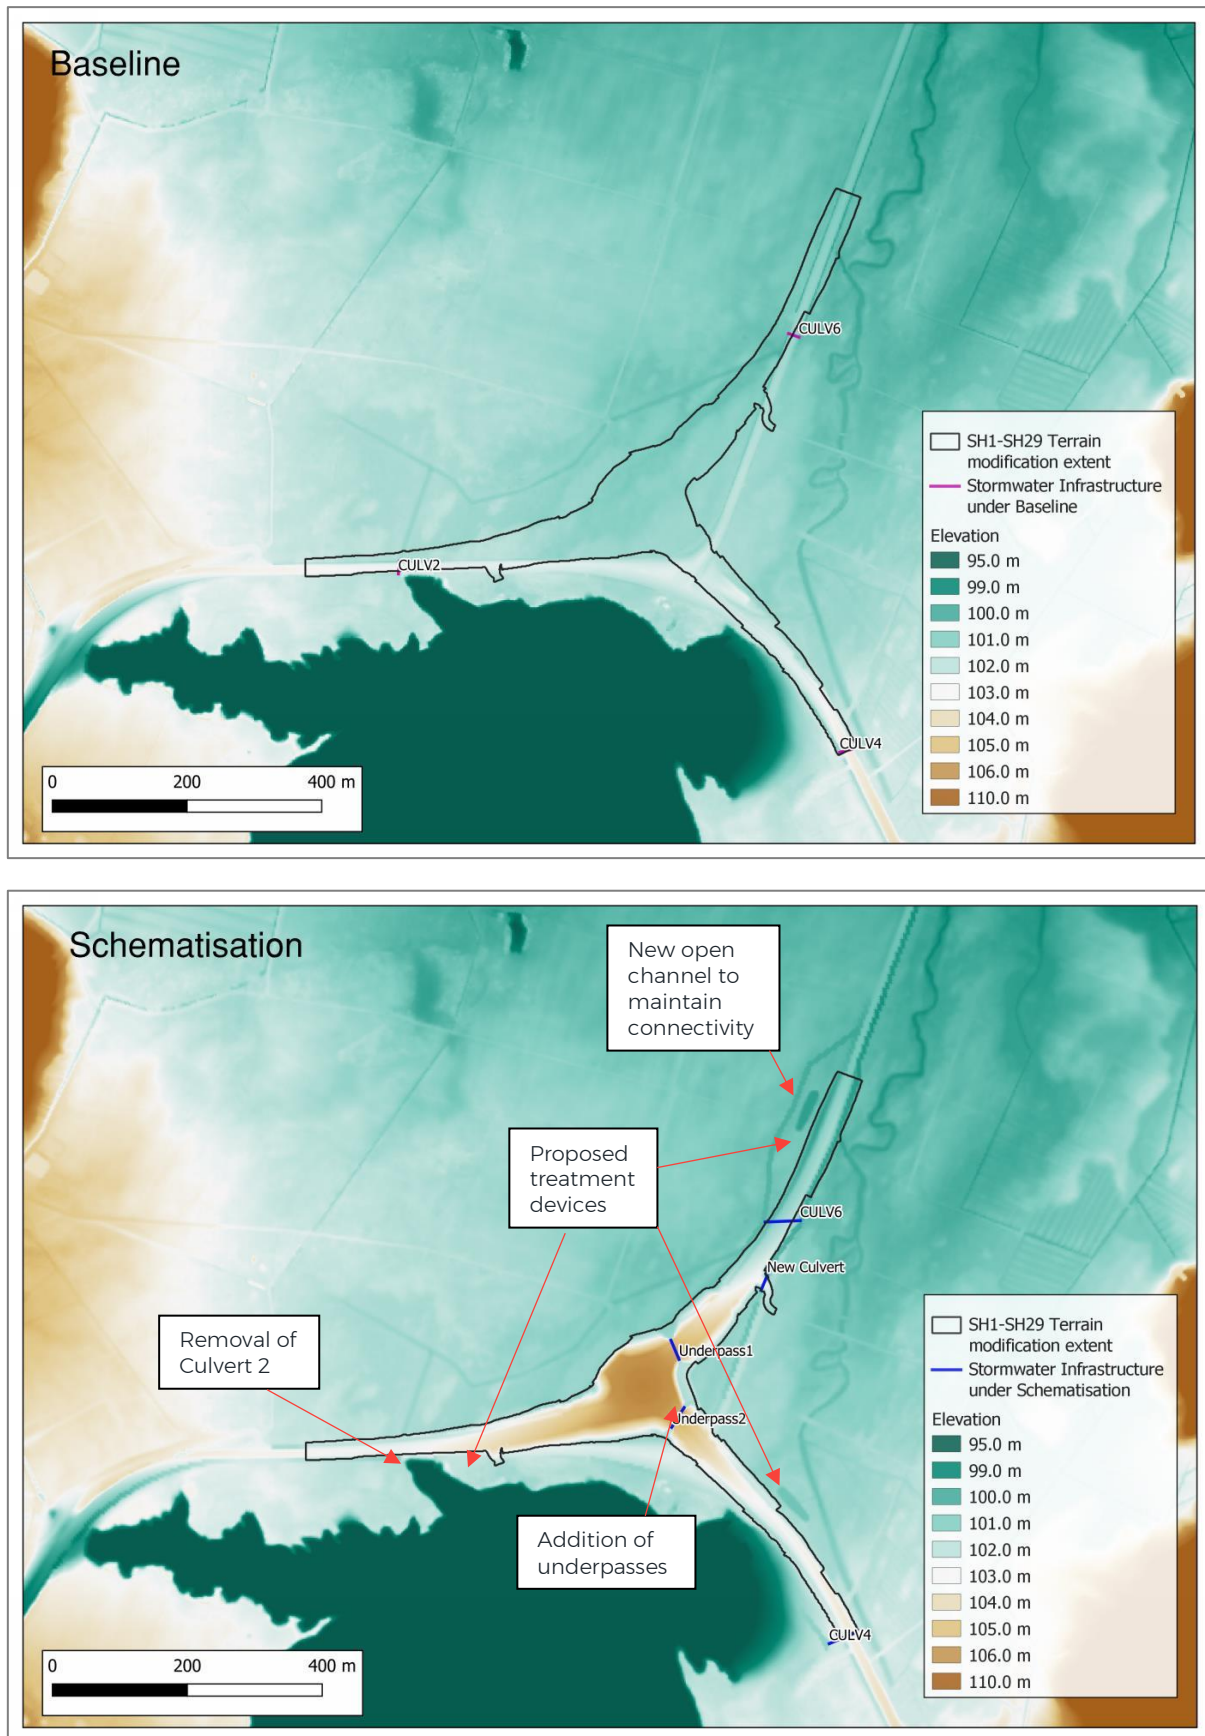 Baseline
CULV6
CULV2
CULV4
SH1-SH29 Terrain
modification extent
Stormwater Infrastructure
under Baseline
Elevation
95.0 m
99.0 m
100.0 m
101.0 m
102.0 m
103.0 m
104.0 m
105.0 m
106.0 m
110.0 m
0 200 400 m
Schematisation
New open
channel to
maintain
connectivity
Proposed
treatment
devices
CULV6
New Culvert
Removal of
Culvert 2
Underpass1
Underpass2
Addition of
underpasses
CULV4
SH1-SH29 Terrain
modification extent
Stormwater Infrastructure
under Schematisation
Elevation
95.0 m
99.0 m
100.0 m
101.0 m
102.0 m
103.0 m
104.0 m
105.0 m
106.0 m
110.0 m
0 200 400 m